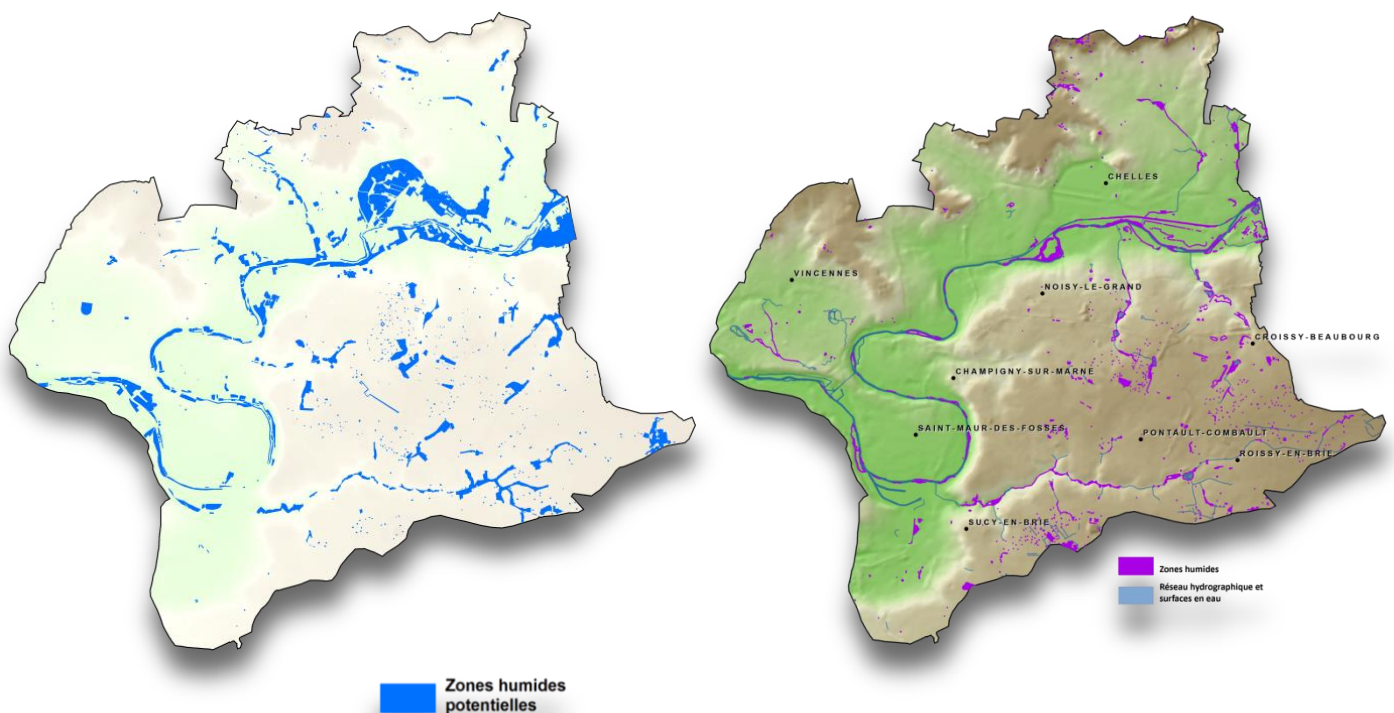 CHELLES
VINCENNES
NOISY-LE-GRAND
CROISSY-BEAUBOURG
CHAMPIGNY-SUR-MARNE
SAINT-MAUR-DES-FOSSES
PONTAULT-COMBAULT
ROISSY-EN-BRIE
SUCY-EN-BRIE
Zones humides
Réseau hydrographique et
surfaces en eau
Zones humides
potentielles